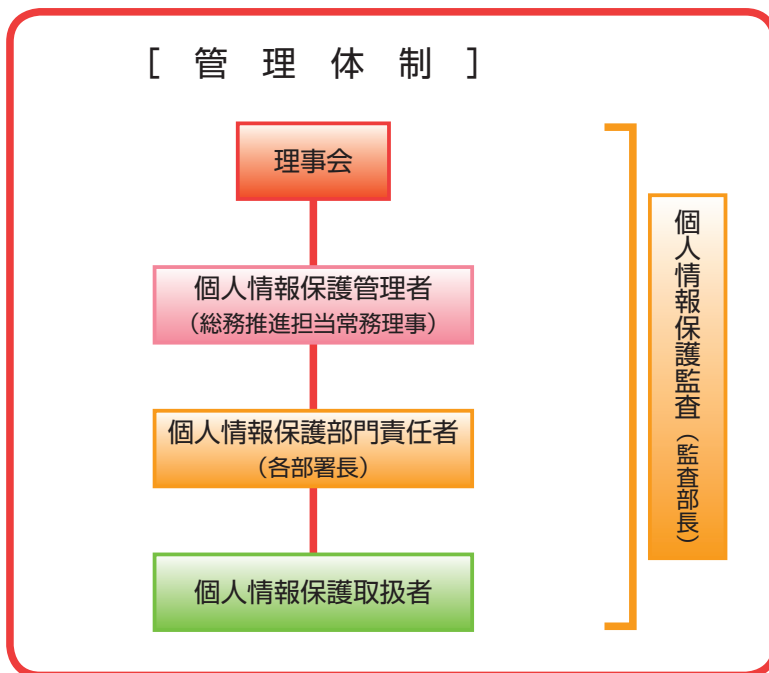 [ 管 理 体 制 ]
理事会
個人情報保護管理者
（総務推進担当常務理事）
個人情報保護部門責任者
（各部署長）
個人情報保護取扱者
個人情報保護監査（監査部長）